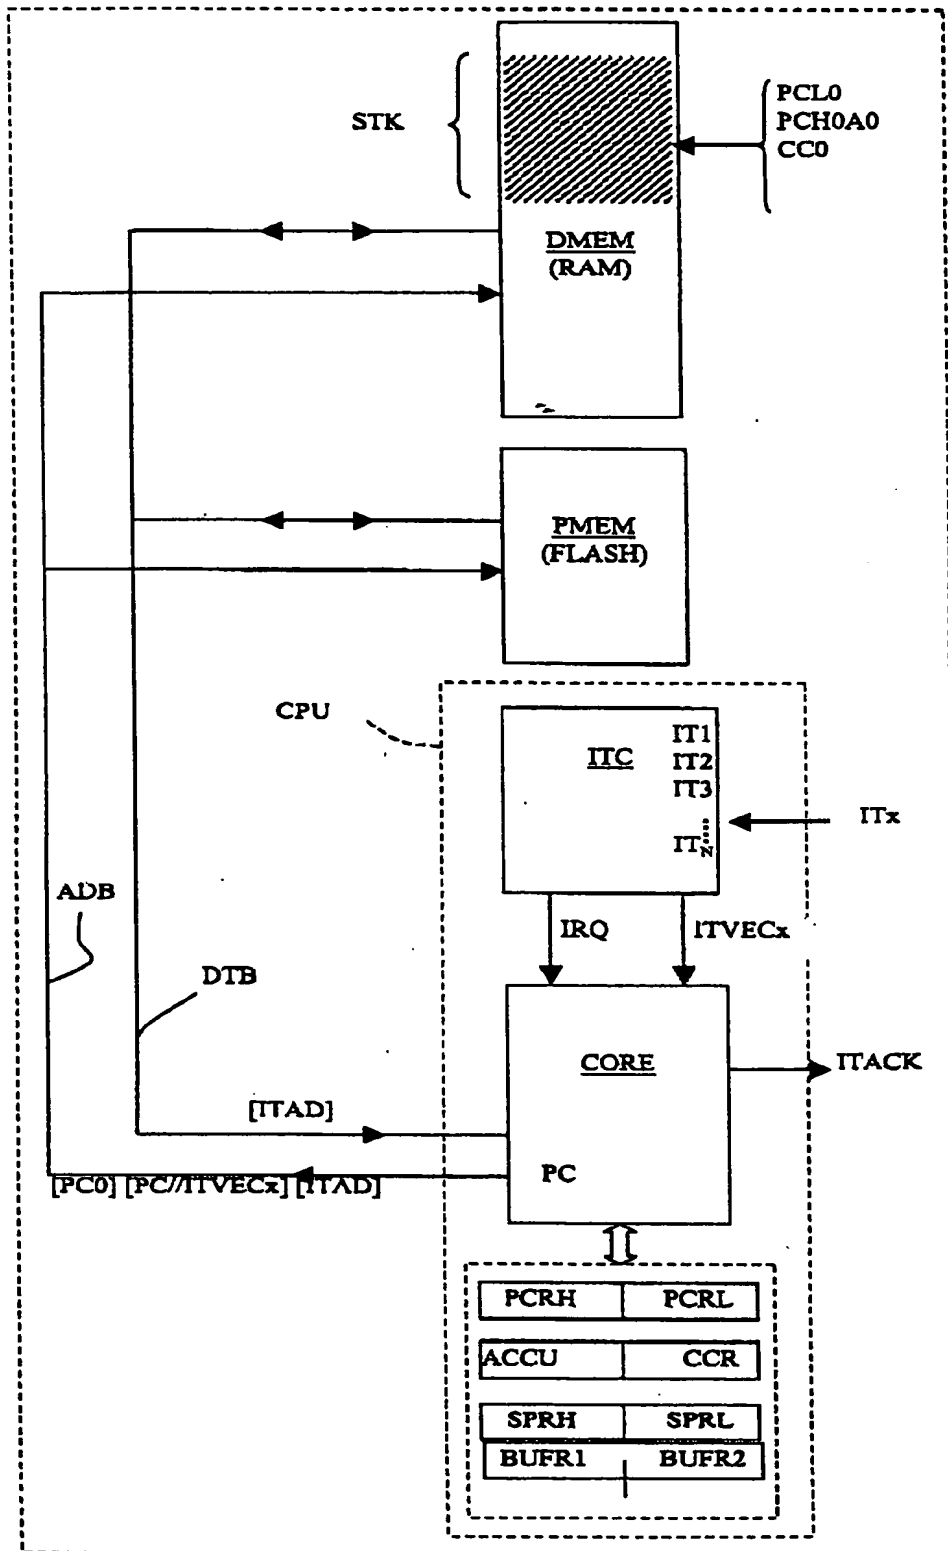 PCL0
PCH0A0
CC0
STK
DMEM
(RAM)
PMEM
(FLASH)
CPU
ITC
IT1
IT2
IT3
ITN
ITx
ADB
IRQ
ITVECx
DTB
CORE
ITACK
[ITAD]
PC
[PC0] [PC//ITVECx] [ITAD]
PCRH PCRL
ACCU CCR
SPRH SPRL
BUFR1 BUFR2